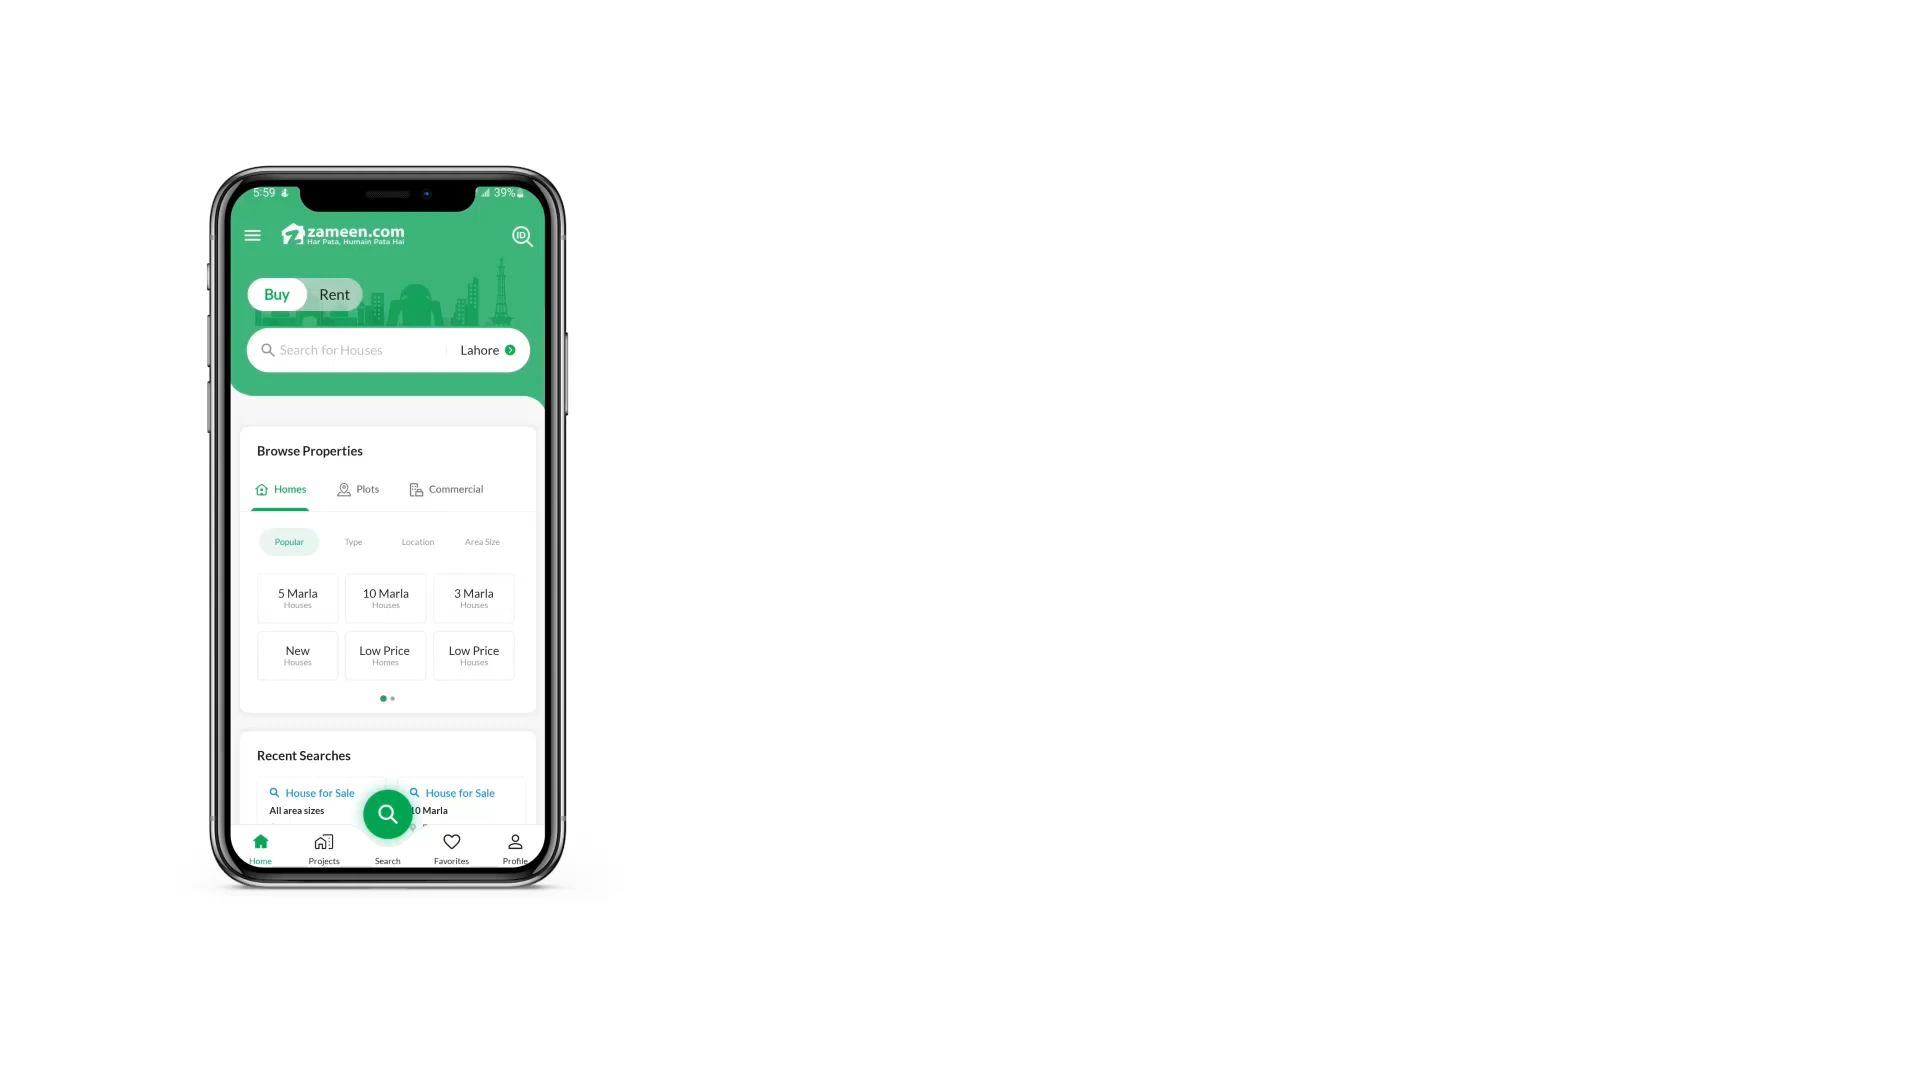 5:59
39%
zameen.com
Har Pata, Humain Pata Hai
ID
Buy Rent
Search for Houses Lahore
Browse Properties
Homes Plots Commercial
Popular Type Location Area Size
5 Marla 10 Marla 3 Marla
Houses Houses Houses
New Low Price Low Price
Houses Homes Houses
Recent Searches
House for Sale House for Sale
All area sizes 10 Marla
Home Projects Search Favorites Profile